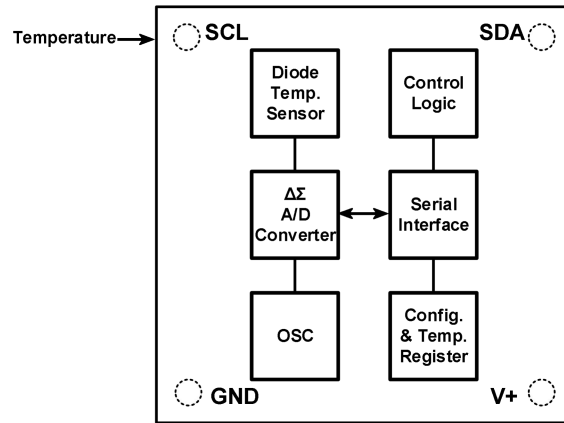 Temperature
SCL
SDA
Diode
Temp.
Sensor
Control
Logic
ΔΣ
A/D
Converter
Serial
Interface
OSC
Config.
& Temp.
Register
GND
V+